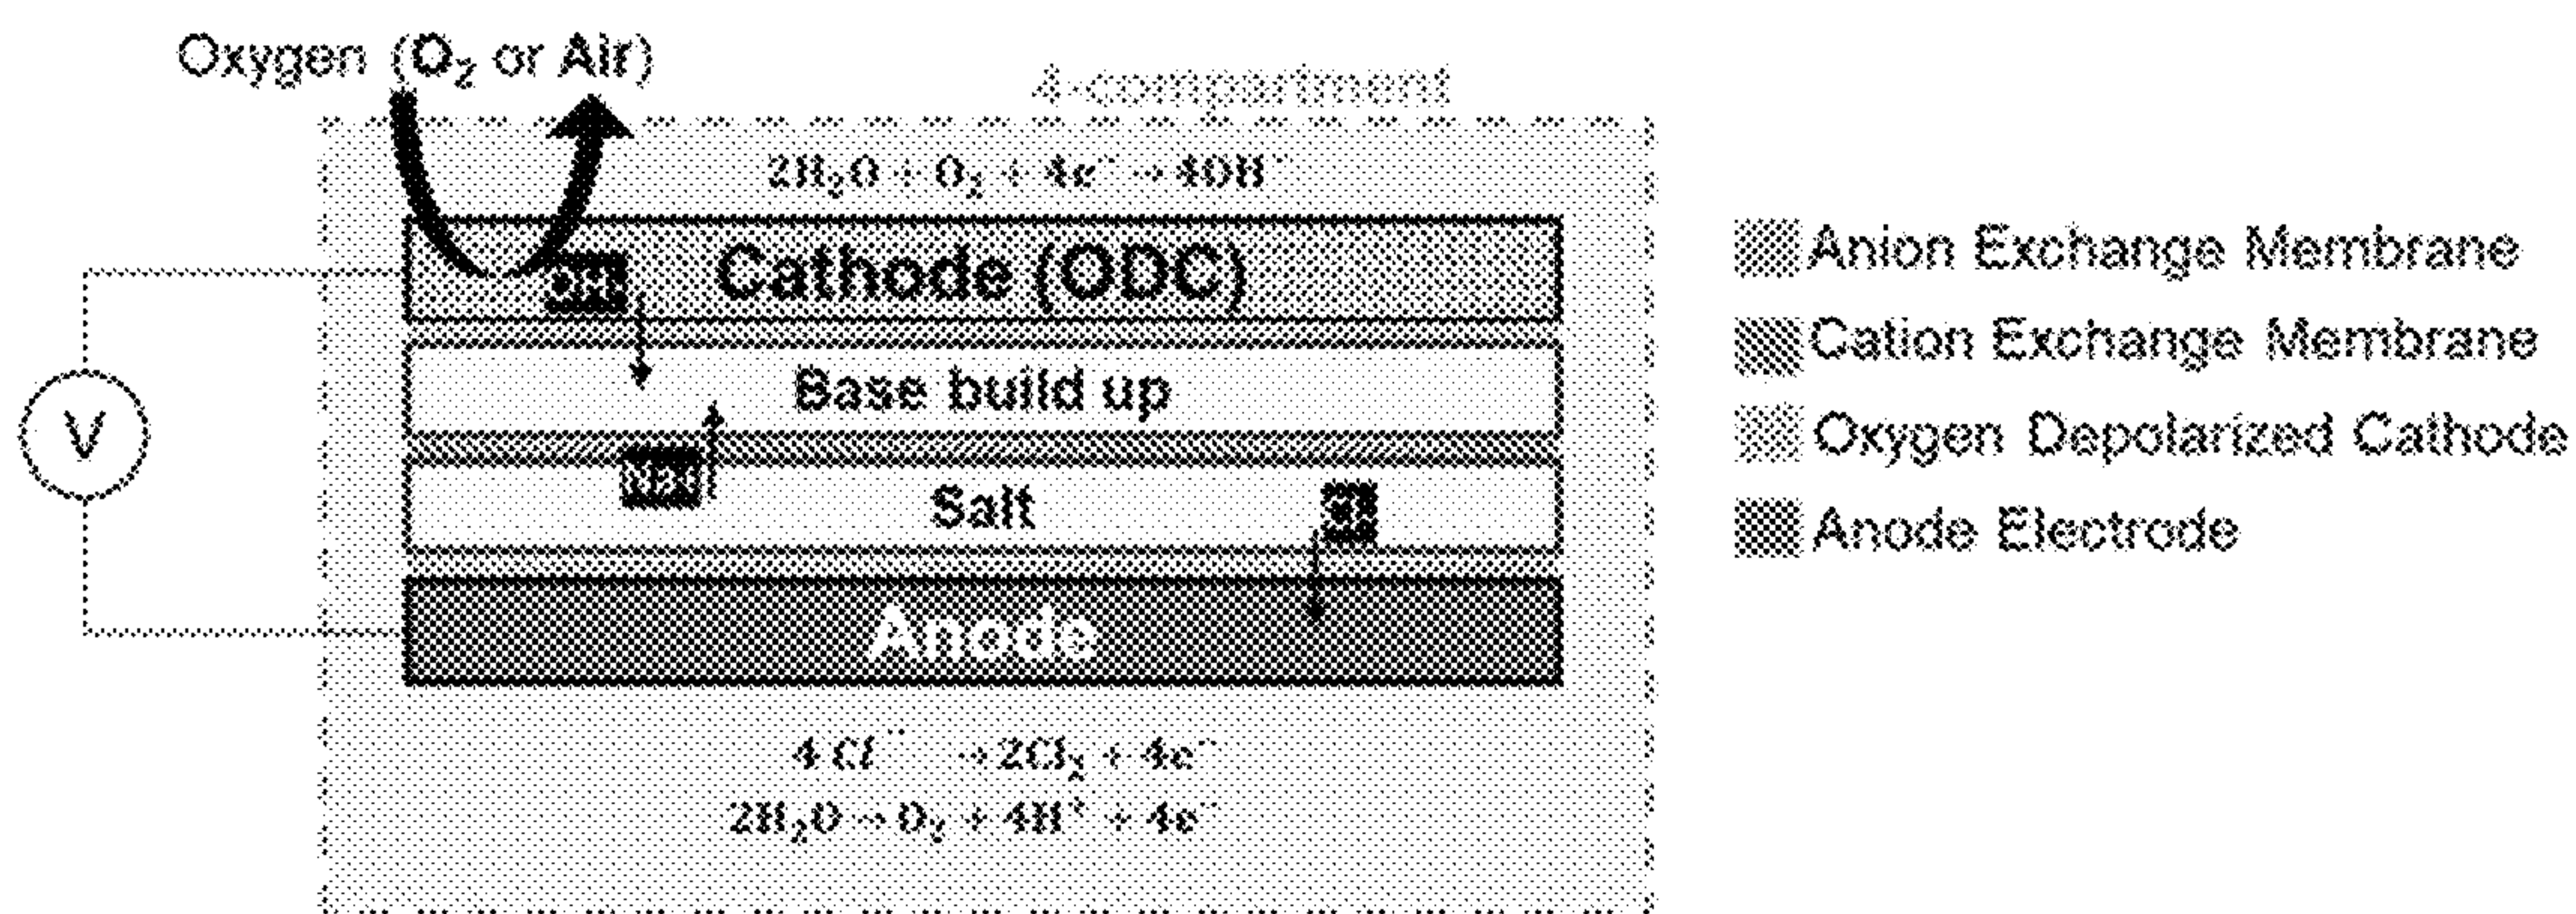 Oxygen (O₂ or Air)
4-compartment
2H₂O + O₂ + 4e⁻ → 4OH⁻
Cathode (ODC)
OH
Base build up
Na+
Salt
Anode
4 Cl⁻ → 2Cl₂ + 4e⁻
2H₂O → O₂ + 4H⁺ + 4e⁻
V
Anion Exchange Membrane
Cation Exchange Membrane
Oxygen Depolarized Cathode
Anode Electrode